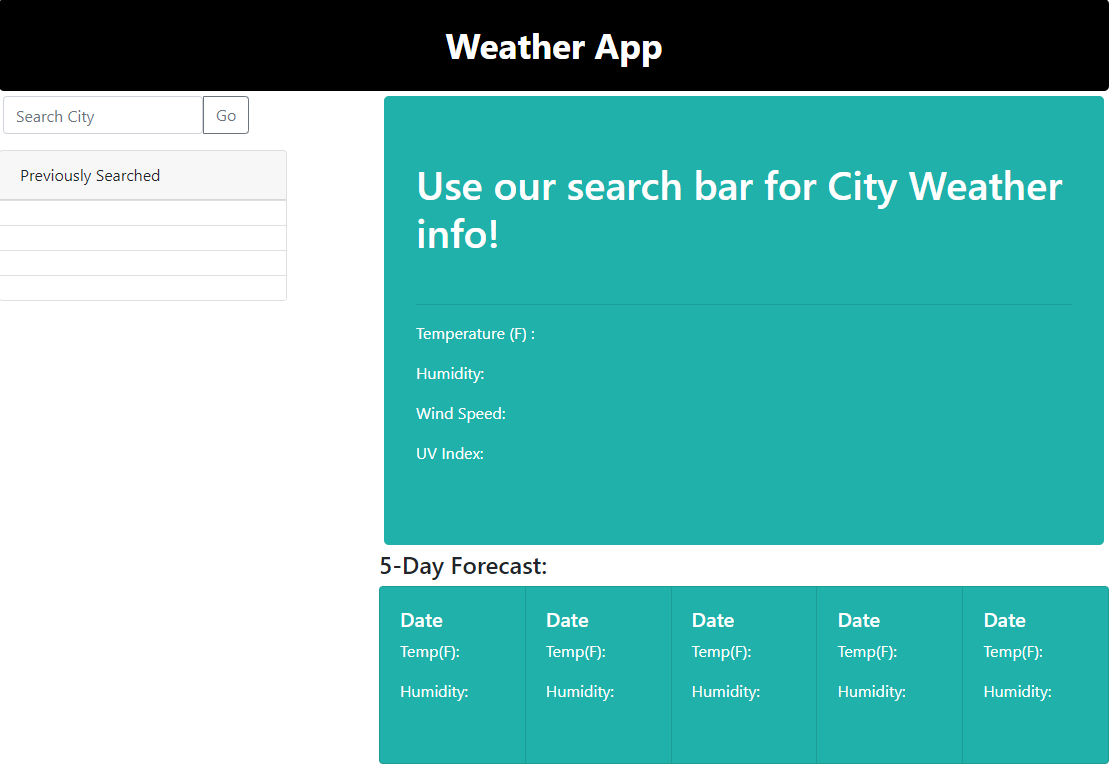 Weather App
Search City
Go
Previously Searched
Use our search bar for City Weather
info!
Temperature (F) :
Humidity:
Wind Speed:
UV Index:
5-Day Forecast:
Date
Temp(F):
Humidity:
Date
Temp(F):
Humidity:
Date
Temp(F):
Humidity:
Date
Temp(F):
Humidity:
Date
Temp(F):
Humidity: